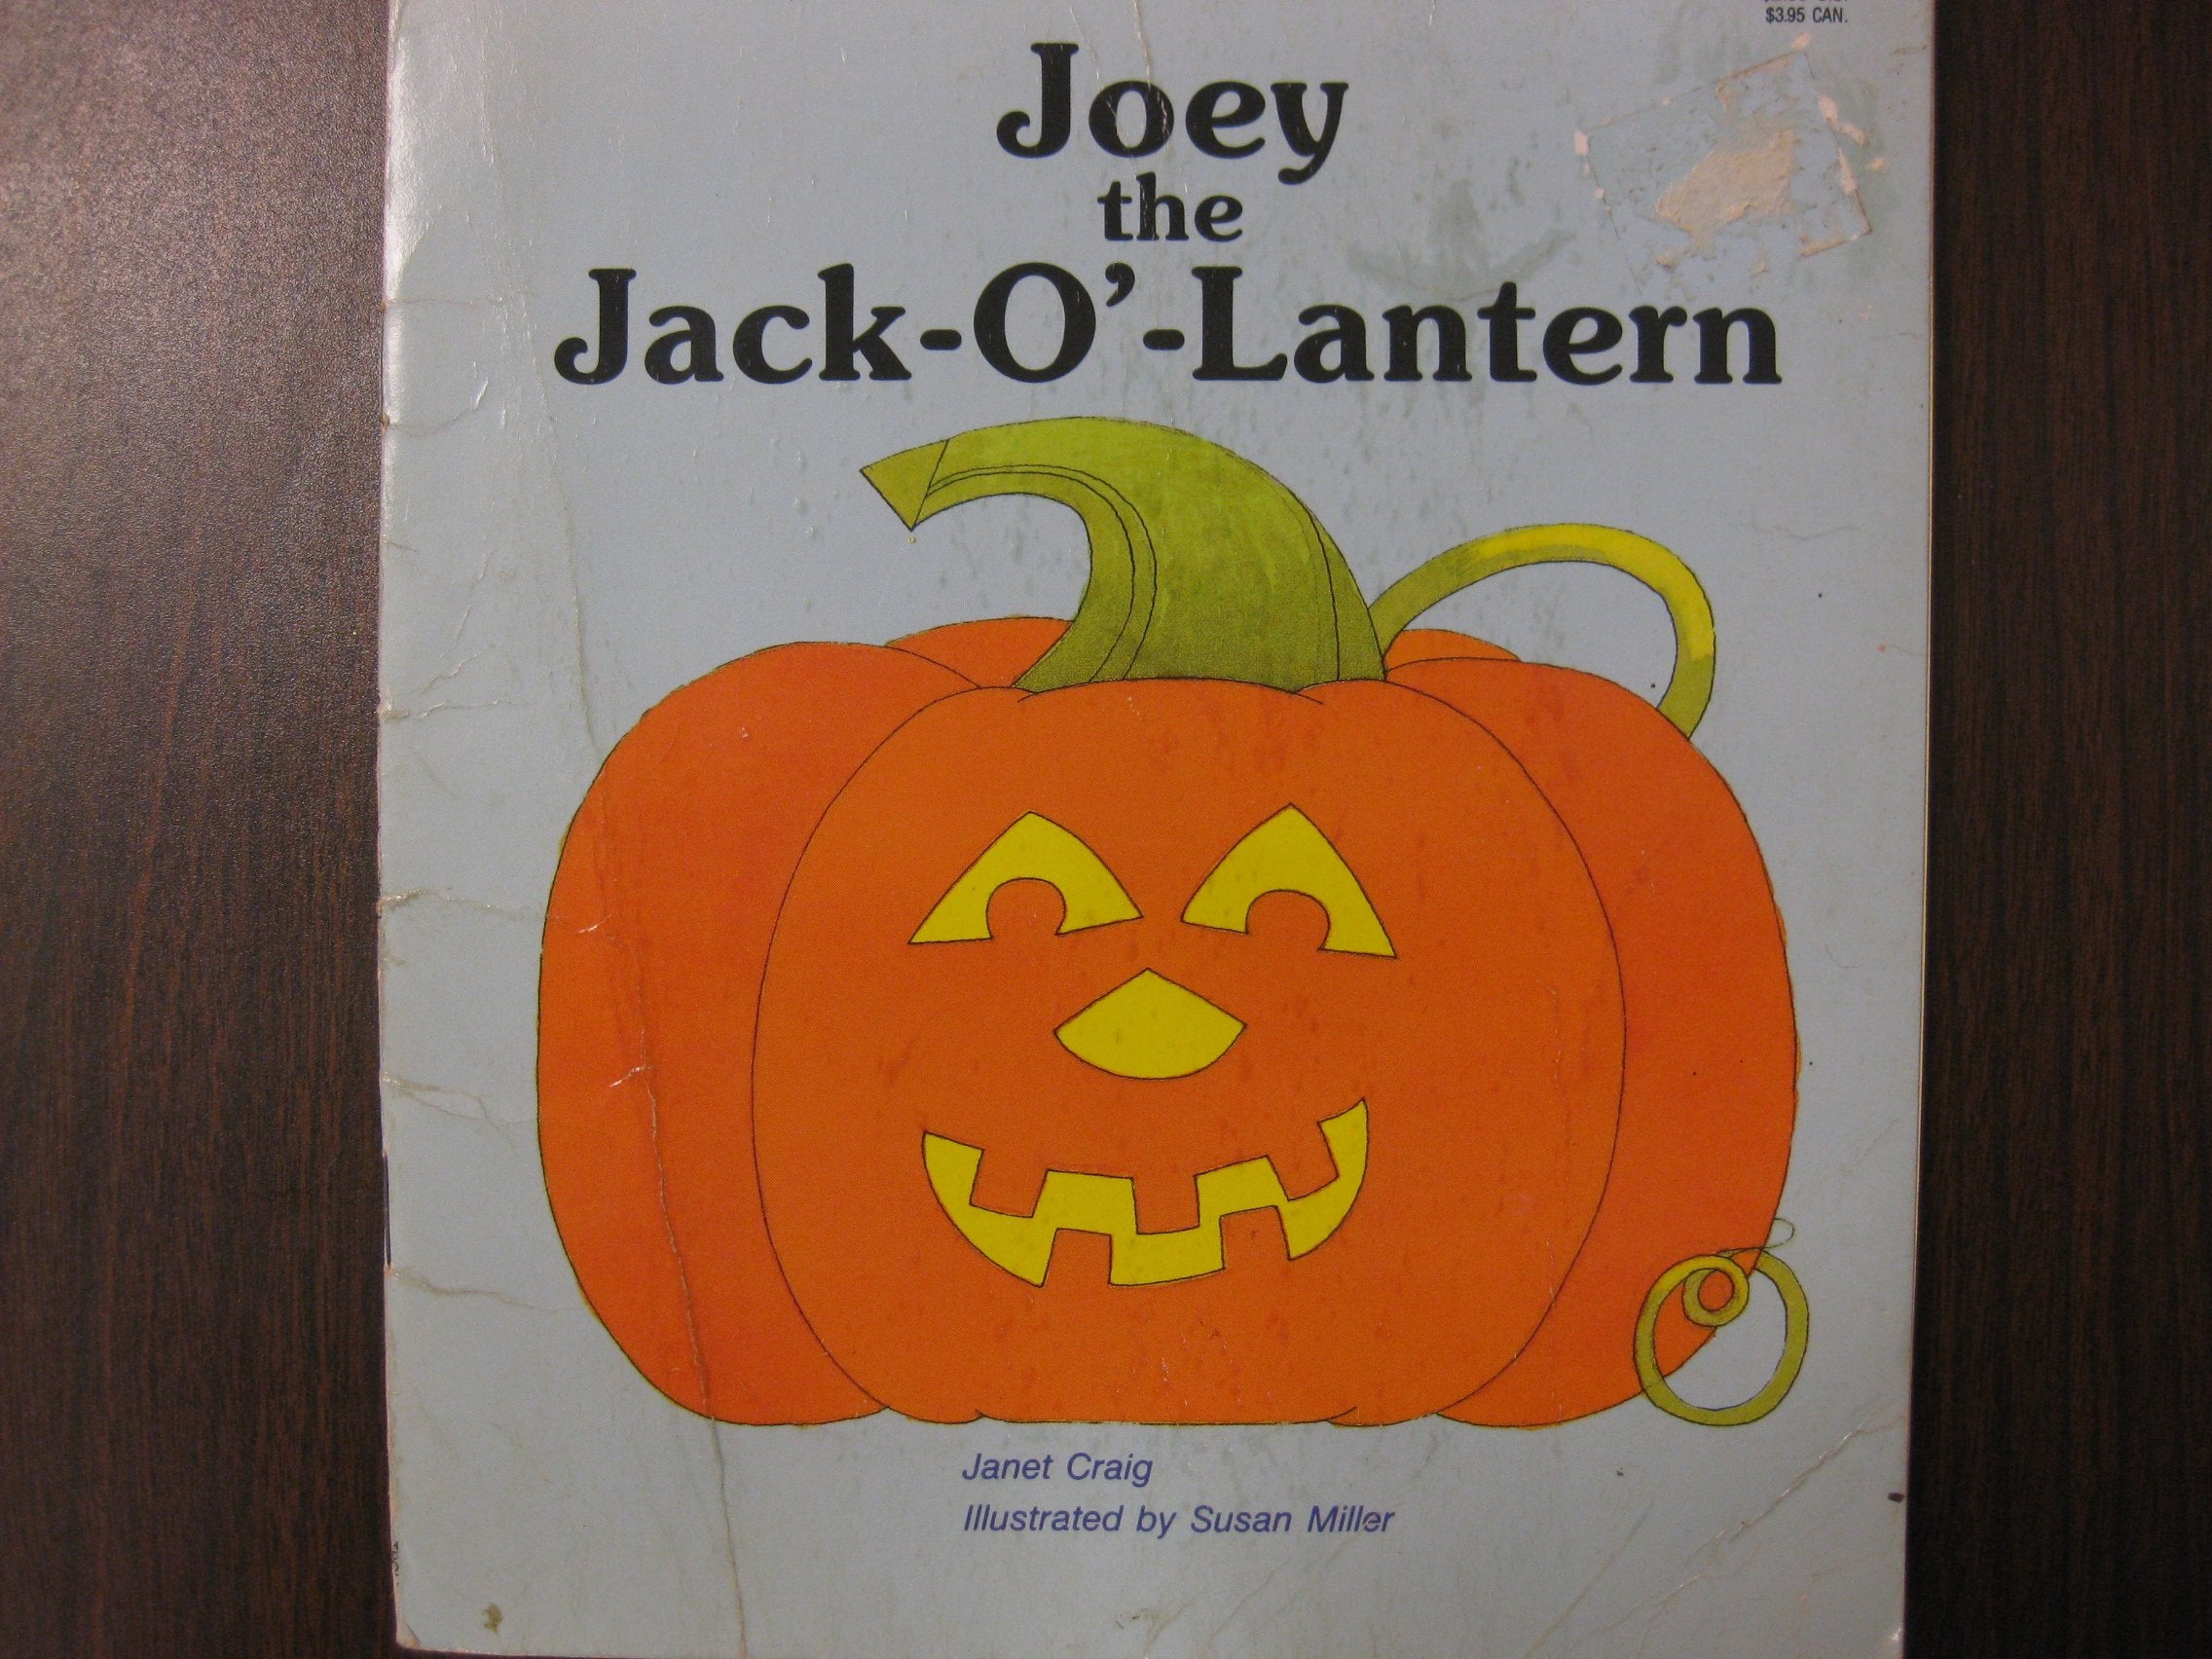 $3.95 CAN.
Joey
the
Jack-O'-Lantern
Janet Craig
Illustrated by Susan Miller